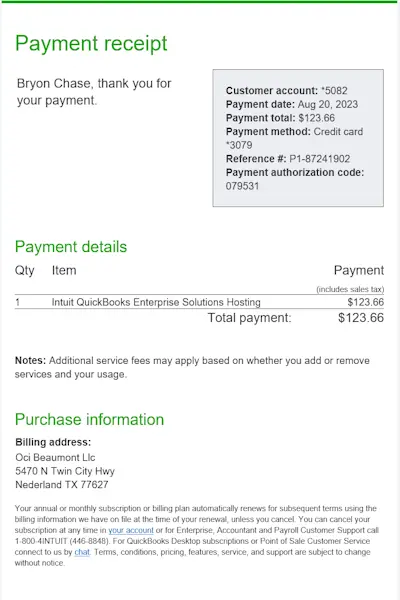 Payment receipt
Bryon Chase, thank you for
your payment.
Customer account: *5082
Payment date: Aug 20, 2023
Payment total: $123.66
Payment method: Credit card
*3079
Reference #: P1-87241902
Payment authorization code:
079531
Payment details
Qty Item Payment
(includes sales tax)
1 Intuit QuickBooks Enterprise Solutions Hosting $123.66
Total payment: $123.66
Notes: Additional service fees may apply based on whether you add or remove
services and your usage.
Purchase information
Billing address:
Oci Beaumont Llc
5470 N Twin City Hwy
Nederland TX 77627
Your annual or monthly subscription or billing plan automatically renews for subsequent terms using the
billing information we have on file at the time of your renewal, unless you cancel. You can cancel your
subscription at any time in your account or for Enterprise, Accountant and Payroll Customer Support call
1-800-4INTUIT (446-8848). For QuickBooks Desktop subscriptions or Point of Sale Customer Service
connect to us by chat. Terms, conditions, pricing, features, service, and support are subject to change
without notice.